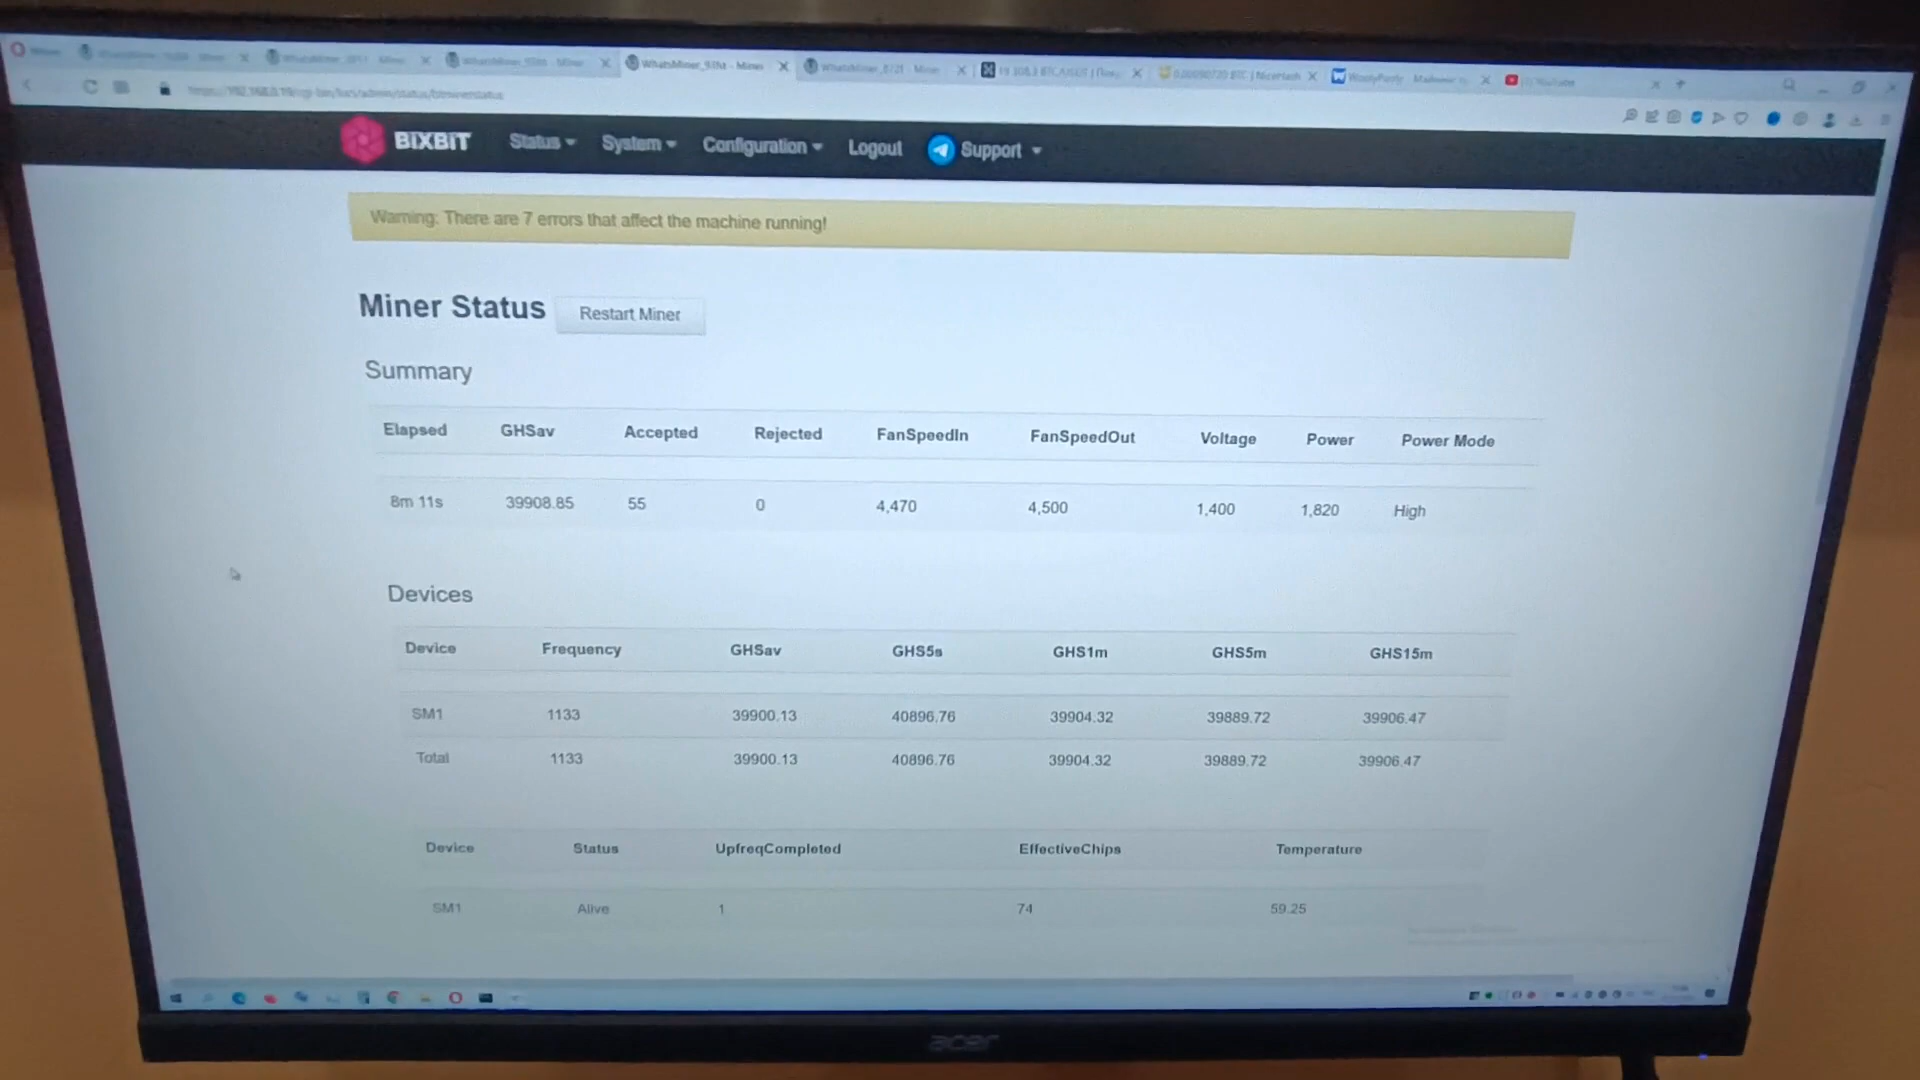 WhatsMiner_93fd - Miner
BIXBIT Status System Configuration Logout Support
Warning: There are 7 errors that affect the machine running!
Miner Status Restart Miner
Summary
Elapsed GHSav Accepted Rejected FanSpeedIn FanSpeedOut Voltage Power Power Mode
8m 11s 39908.85 55 0 4,470 4,500 1,400 1,820 High
Devices
Device Frequency GHSav GHS5s GHS1m GHS5m GHS15m
SM1 1133 39900.13 40896.76 39904.32 39889.72 39906.47
Total 1133 39900.13 40896.76 39904.32 39889.72 39906.47
Device Status UpfreqCompleted EffectiveChips Temperature
SM1 Alive 1 74 59.25
acer